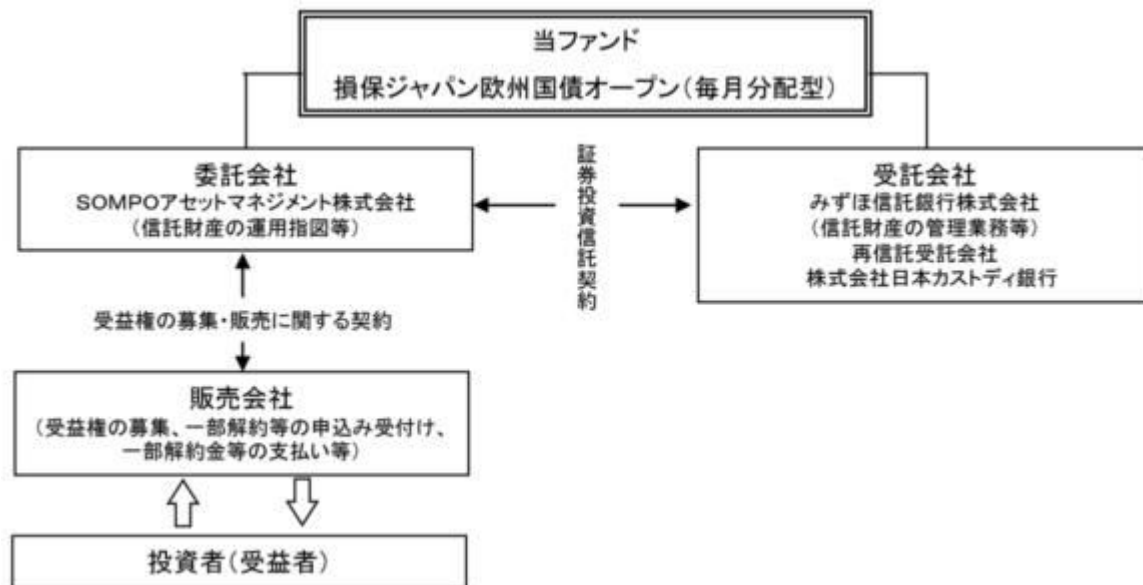 当ファンド
損保ジャパン欧州国債オープン（毎月分配型）
委託会社
SOMPOアセットマネジメント株式会社
（信託財産の運用指図等）
証券投資信託契約
受託会社
みずほ信託銀行株式会社
（信託財産の管理業務等）
再信託受託会社
株式会社日本カストディ銀行
受益権の募集・販売に関する契約
販売会社
（受益権の募集、一部解約等の申込み受付け、
一部解約金等の支払い等）
投資者（受益者）